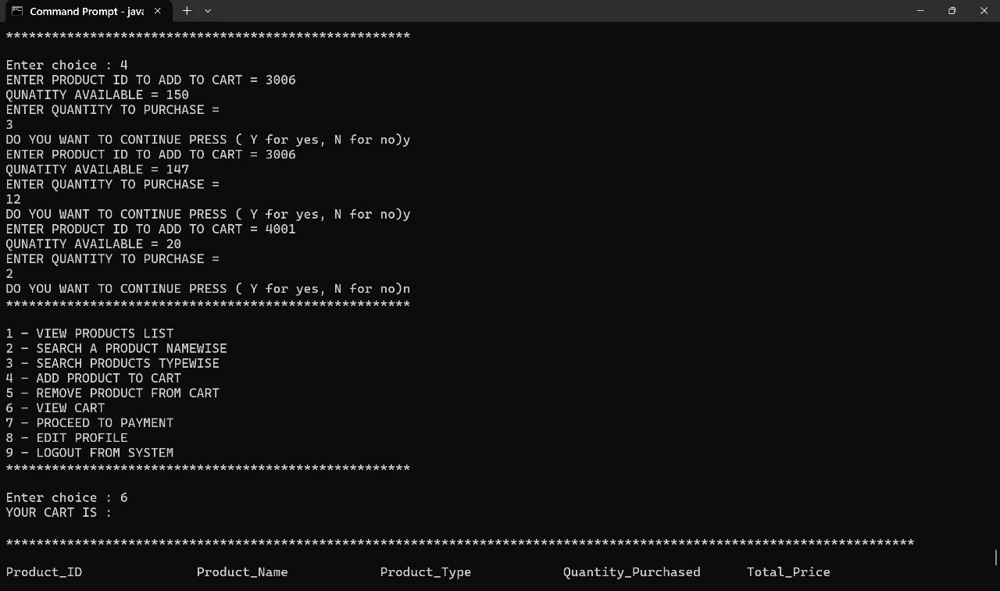 Command Prompt - java
****************************************************​*
Enter choice : 4
ENTER PRODUCT ID TO ADD TO CART = 3006
QUNATITY AVAILABLE = 150
ENTER QUANTITY TO PURCHASE =
3
DO YOU WANT TO CONTINUE PRESS ( Y for yes, N for no)y
ENTER PRODUCT ID TO ADD TO CART = 3006
QUNATITY AVAILABLE = 147
ENTER QUANTITY TO PURCHASE =
12
DO YOU WANT TO CONTINUE PRESS ( Y for yes, N for no)y
ENTER PRODUCT ID TO ADD TO CART = 4001
QUNATITY AVAILABLE = 20
ENTER QUANTITY TO PURCHASE =
2
DO YOU WANT TO CONTINUE PRESS ( Y for yes, N for no)n
*****************************************************
1 - VIEW PRODUCTS LIST
2 - SEARCH A PRODUCT NAMEWISE
3 - SEARCH PRODUCTS TYPEWISE
4 - ADD PRODUCT TO CART
5 - REMOVE PRODUCT FROM CART
6 - VIEW CART
7 - PROCEED TO PAYMENT
8 - EDIT PROFILE
9 - LOGOUT FROM SYSTEM
*****************************************************
Enter choice : 6
YOUR CART IS :
***********************************************************************************************************************
Product_ID Product_Name Product_Type Quantity_Purchased Total_Price